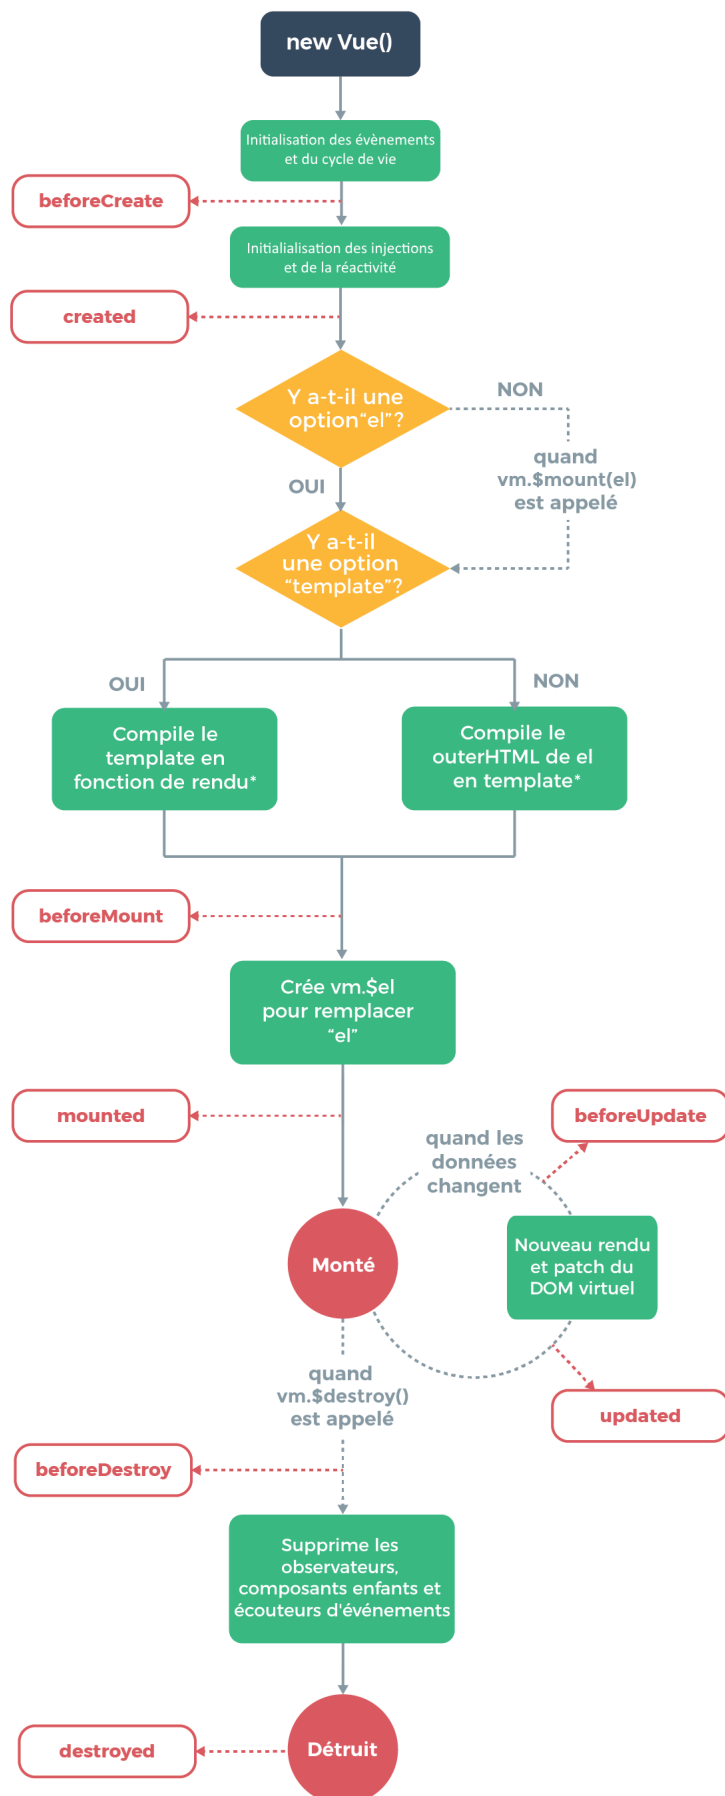 new Vue()
Initialisation des évènements
et du cycle de vie
beforeCreate
Initialialisation des injections
et de la réactivité
created
Y a-t-il une
option“el”?
NON
quand
vm.$mount(el)
est appelé
OUI
Y a-t-il
une option
“template”?
OUI
NON
Compile le
template en
fonction de rendu*
Compile le
outerHTML de el
en template*
beforeMount
Crée vm.$el
pour remplacer
“el”
mounted
beforeUpdate
quand les
données
changent
Monté
Nouveau rendu
et patch du
DOM virtuel
quand
vm.$destroy()
est appelé
updated
beforeDestroy
Supprime les
observateurs,
composants enfants et
écouteurs d'événements
Détruit
destroyed